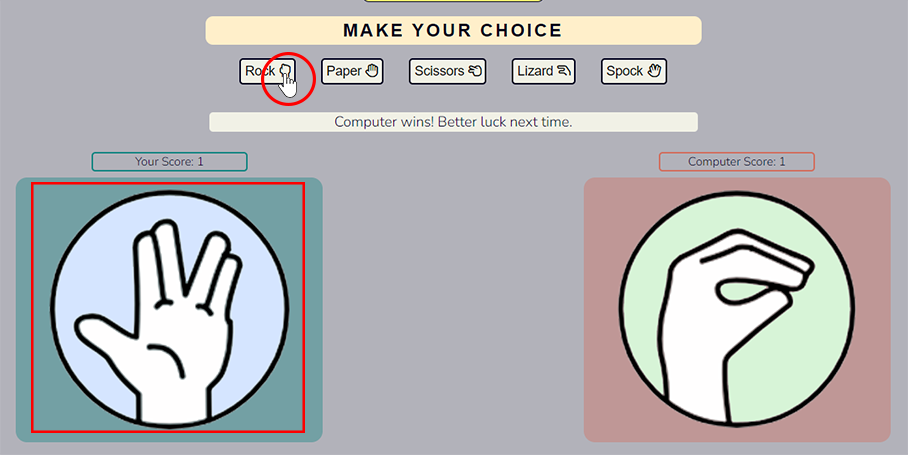 MAKE YOUR CHOICE
Rock Paper Scissors Lizard Spock
Computer wins! Better luck next time.
Your Score: 1 Computer Score: 1